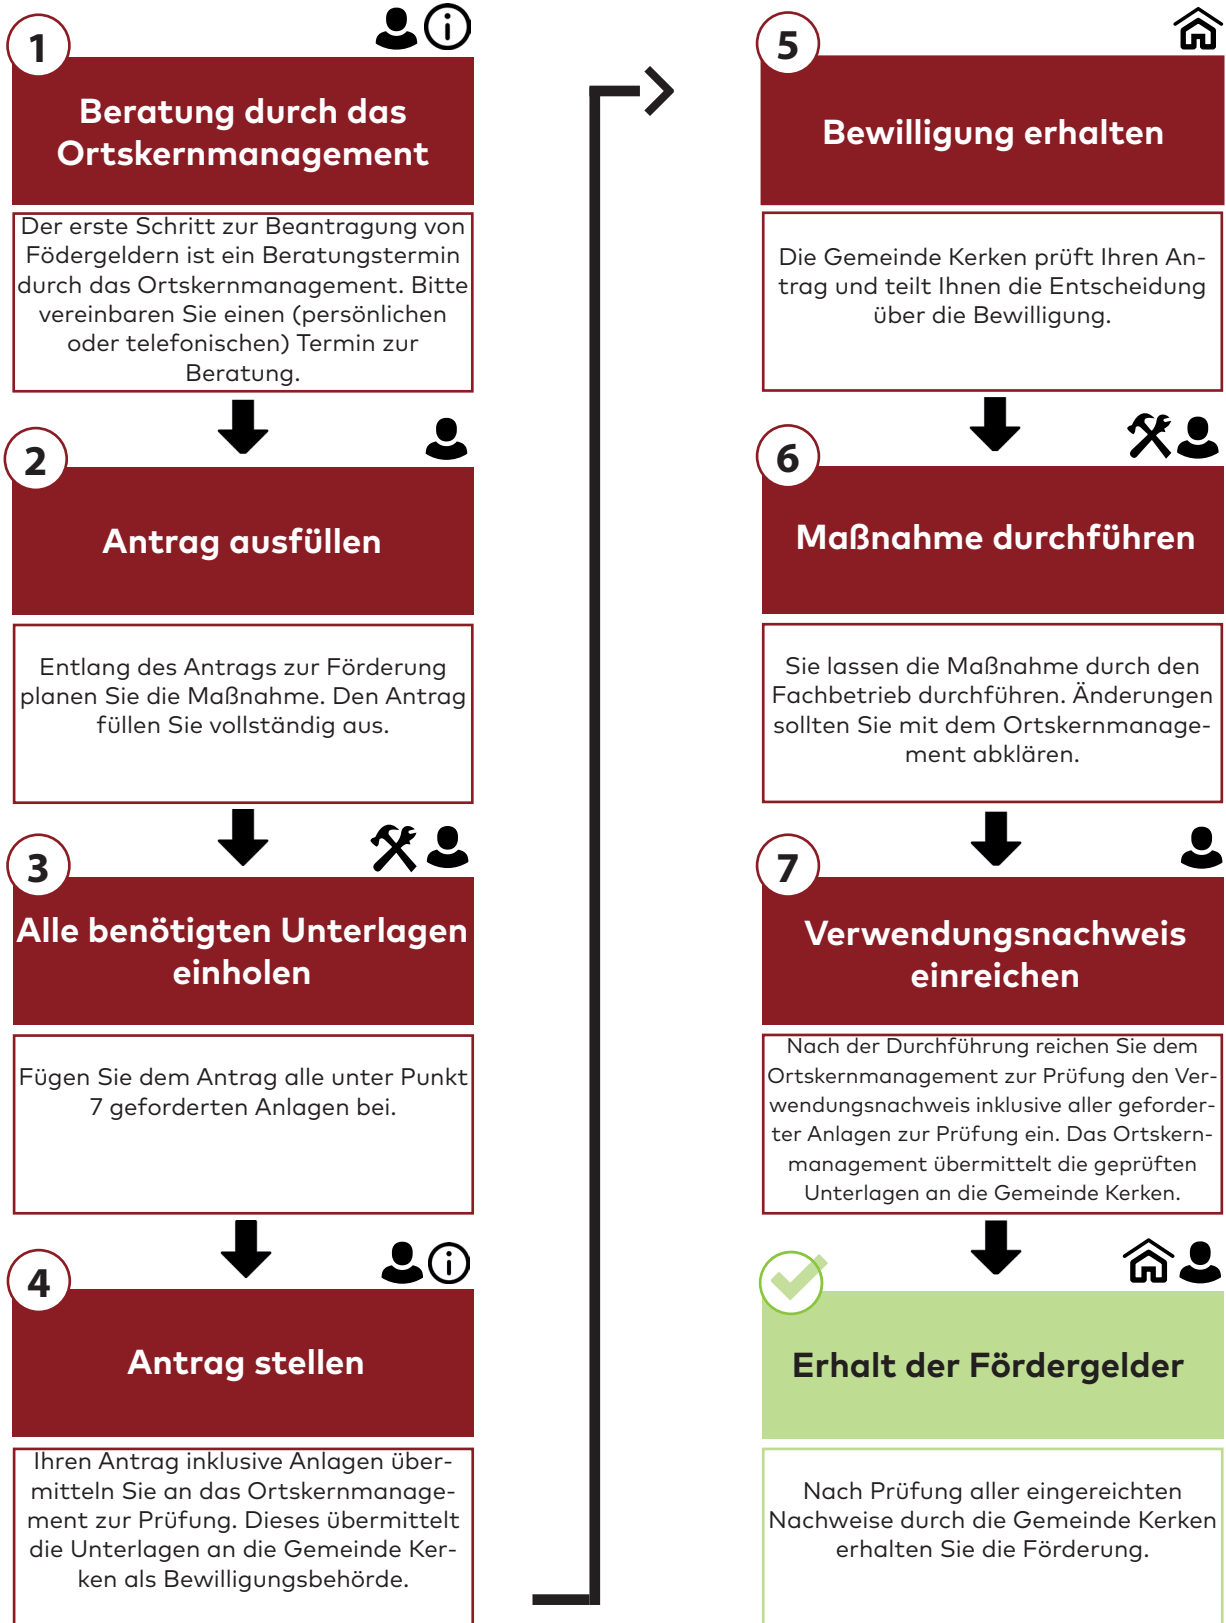 1
Beratung durch das
Ortskernmanagement
Der erste Schritt zur Beantragung von
Födergeldern ist ein Beratungstermin
durch das Ortskernmanagement. Bitte
vereinbaren Sie einen (persönlichen
oder telefonischen) Termin zur
Beratung.
2
Antrag ausfüllen
Entlang des Antrags zur Förderung
planen Sie die Maßnahme. Den Antrag
füllen Sie vollständig aus.
3
Alle benötigten Unterlagen
einholen
Fügen Sie dem Antrag alle unter Punkt
7 geforderten Anlagen bei.
4
Antrag stellen
Ihren Antrag inklusive Anlagen über-
mitteln Sie an das Ortskernmanage-
ment zur Prüfung. Dieses übermittelt
die Unterlagen an die Gemeinde Ker-
ken als Bewilligungsbehörde.
5
Bewilligung erhalten
Die Gemeinde Kerken prüft Ihren An-
trag und teilt Ihnen die Entscheidung
über die Bewilligung.
6
Maßnahme durchführen
Sie lassen die Maßnahme durch den
Fachbetrieb durchführen. Änderungen
sollten Sie mit dem Ortskernmanage-
ment abklären.
7
Verwendungsnachweis
einreichen
Nach der Durchführung reichen Sie dem
Ortskernmanagement zur Prüfung den Ver-
wendungsnachweis inklusive aller geforder-
ter Anlagen zur Prüfung ein. Das Ortskern-
management übermittelt die geprüften
Unterlagen an die Gemeinde Kerken.
Erhalt der Fördergelder
Nach Prüfung aller eingereichten
Nachweise durch die Gemeinde Kerken
erhalten Sie die Förderung.